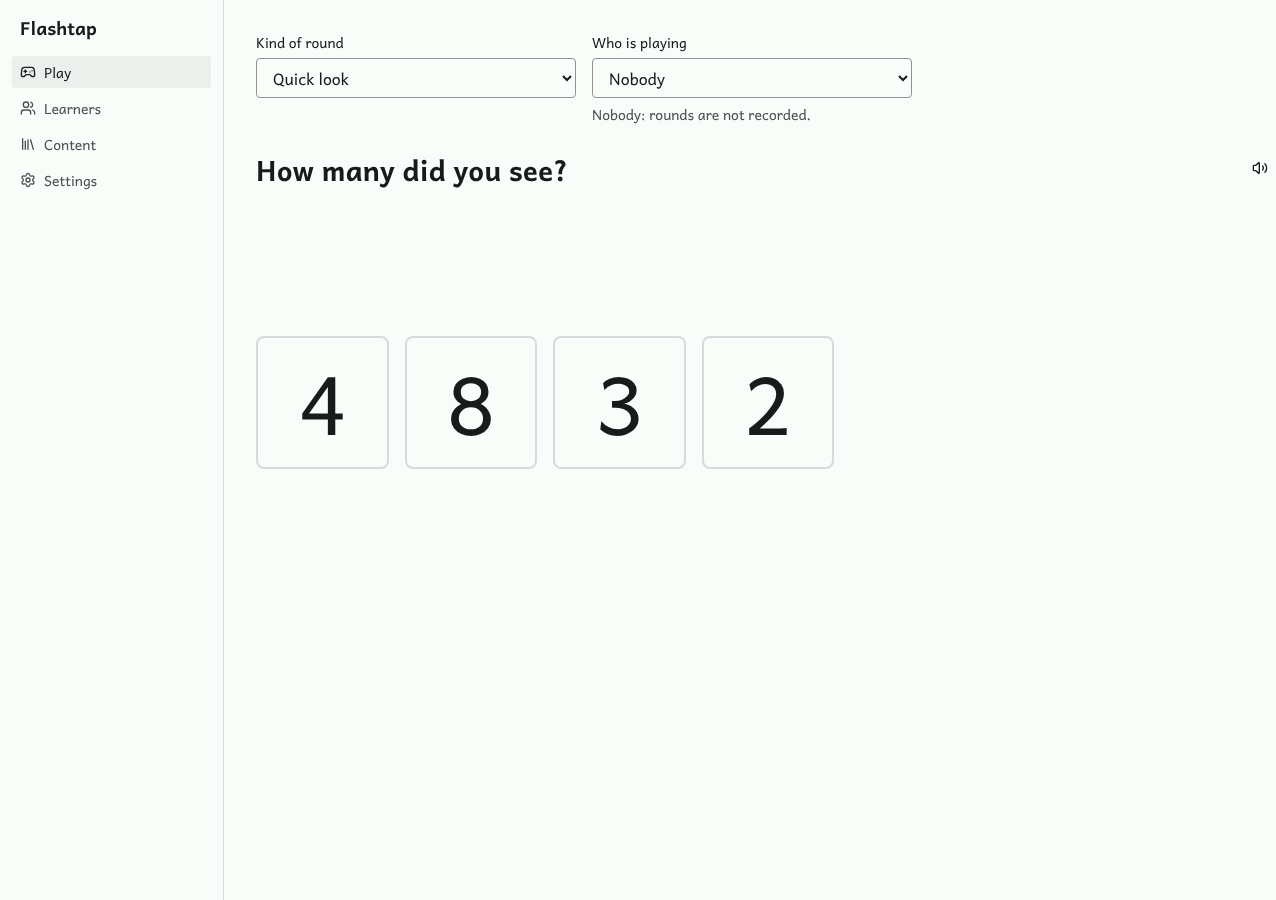 Flashtap
Play
Learners
Content
Settings
Kind of round
Quick look
Who is playing
Nobody
Nobody: rounds are not recorded.
How many did you see?
4
8
3
2